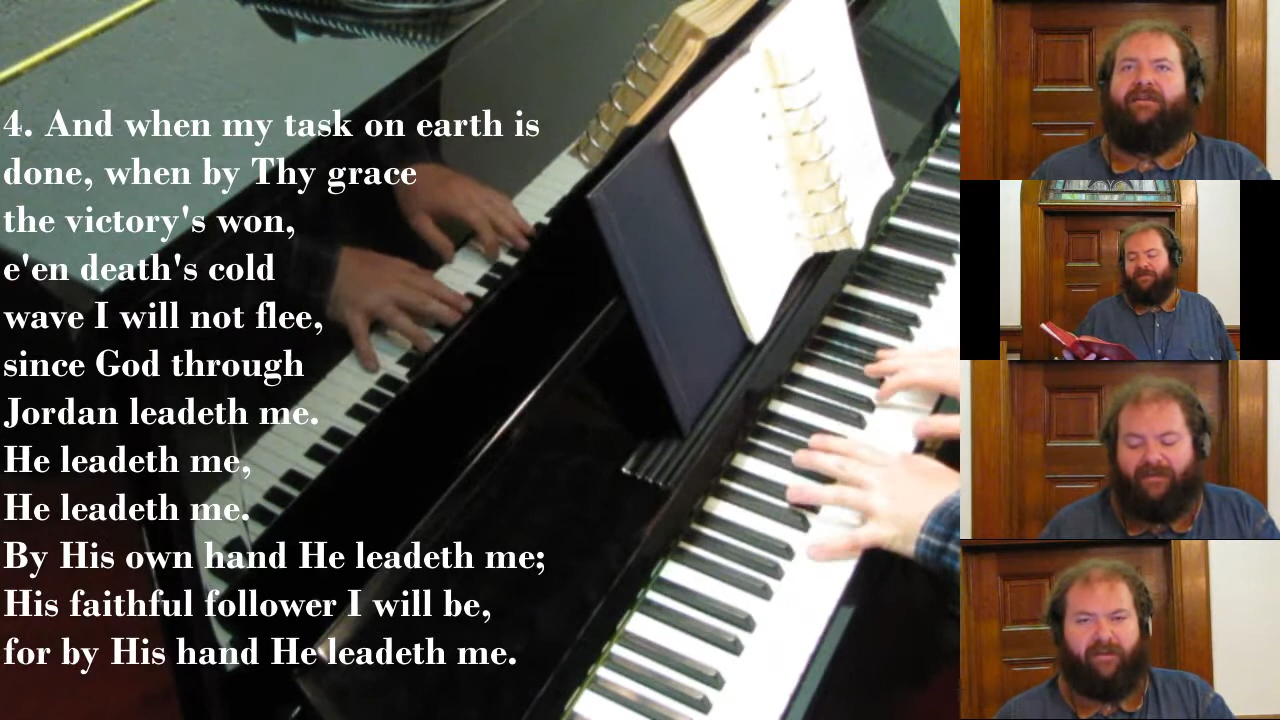 4. And when my task on earth is
done, when by Thy grace
the victory's won,
e'en death's cold
wave I will not flee,
since God through
Jordan leadeth me.
He leadeth me,
He leadeth me.
By His own hand He leadeth me;
His faithful follower I will be,
for by His hand He leadeth me.